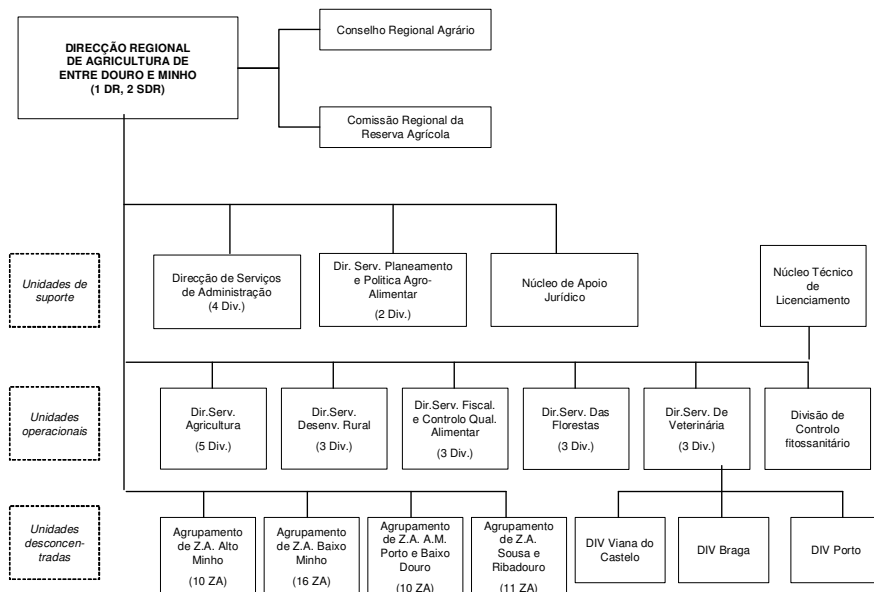 DIRECÇÃO REGIONAL
DE AGRICULTURA DE
ENTRE DOURO E MINHO
(1 DR, 2 SDR)
Conselho Regional Agrário
Comissão Regional da
Reserva Agrícola
Unidades de
suporte
Direcção de Serviços
de Administração
(4 Div.)
Dir. Serv. Planeamento
e Politica Agro-
Alimentar
(2 Div.)
Núcleo de Apoio
Jurídico
Núcleo Técnico
de
Licenciamento
Unidades
operacionais
Dir.Serv.
Agricultura
(5 Div.)
Dir.Serv.
Desenv. Rural
(3 Div.)
Dir.Serv. Fiscal.
e Controlo Qual.
Alimentar
(3 Div.)
Dir.Serv. Das
Florestas
(3 Div.)
Dir.Serv. De
Veterinária
(3 Div.)
Divisão de
Controlo
fitossanitário
Unidades
desconcen-
tradas
Agrupamento
de Z.A. Alto
Minho
(10 ZA)
Agrupamento
de Z.A. Baixo
Minho
(16 ZA)
Agrupamento
de Z.A. A.M.
Porto e Baixo
Douro
(10 ZA)
Agrupamento
de Z.A.
Sousa e
Ribadouro
(11 ZA)
DIV Viana do
Castelo
DIV Braga
DIV Porto